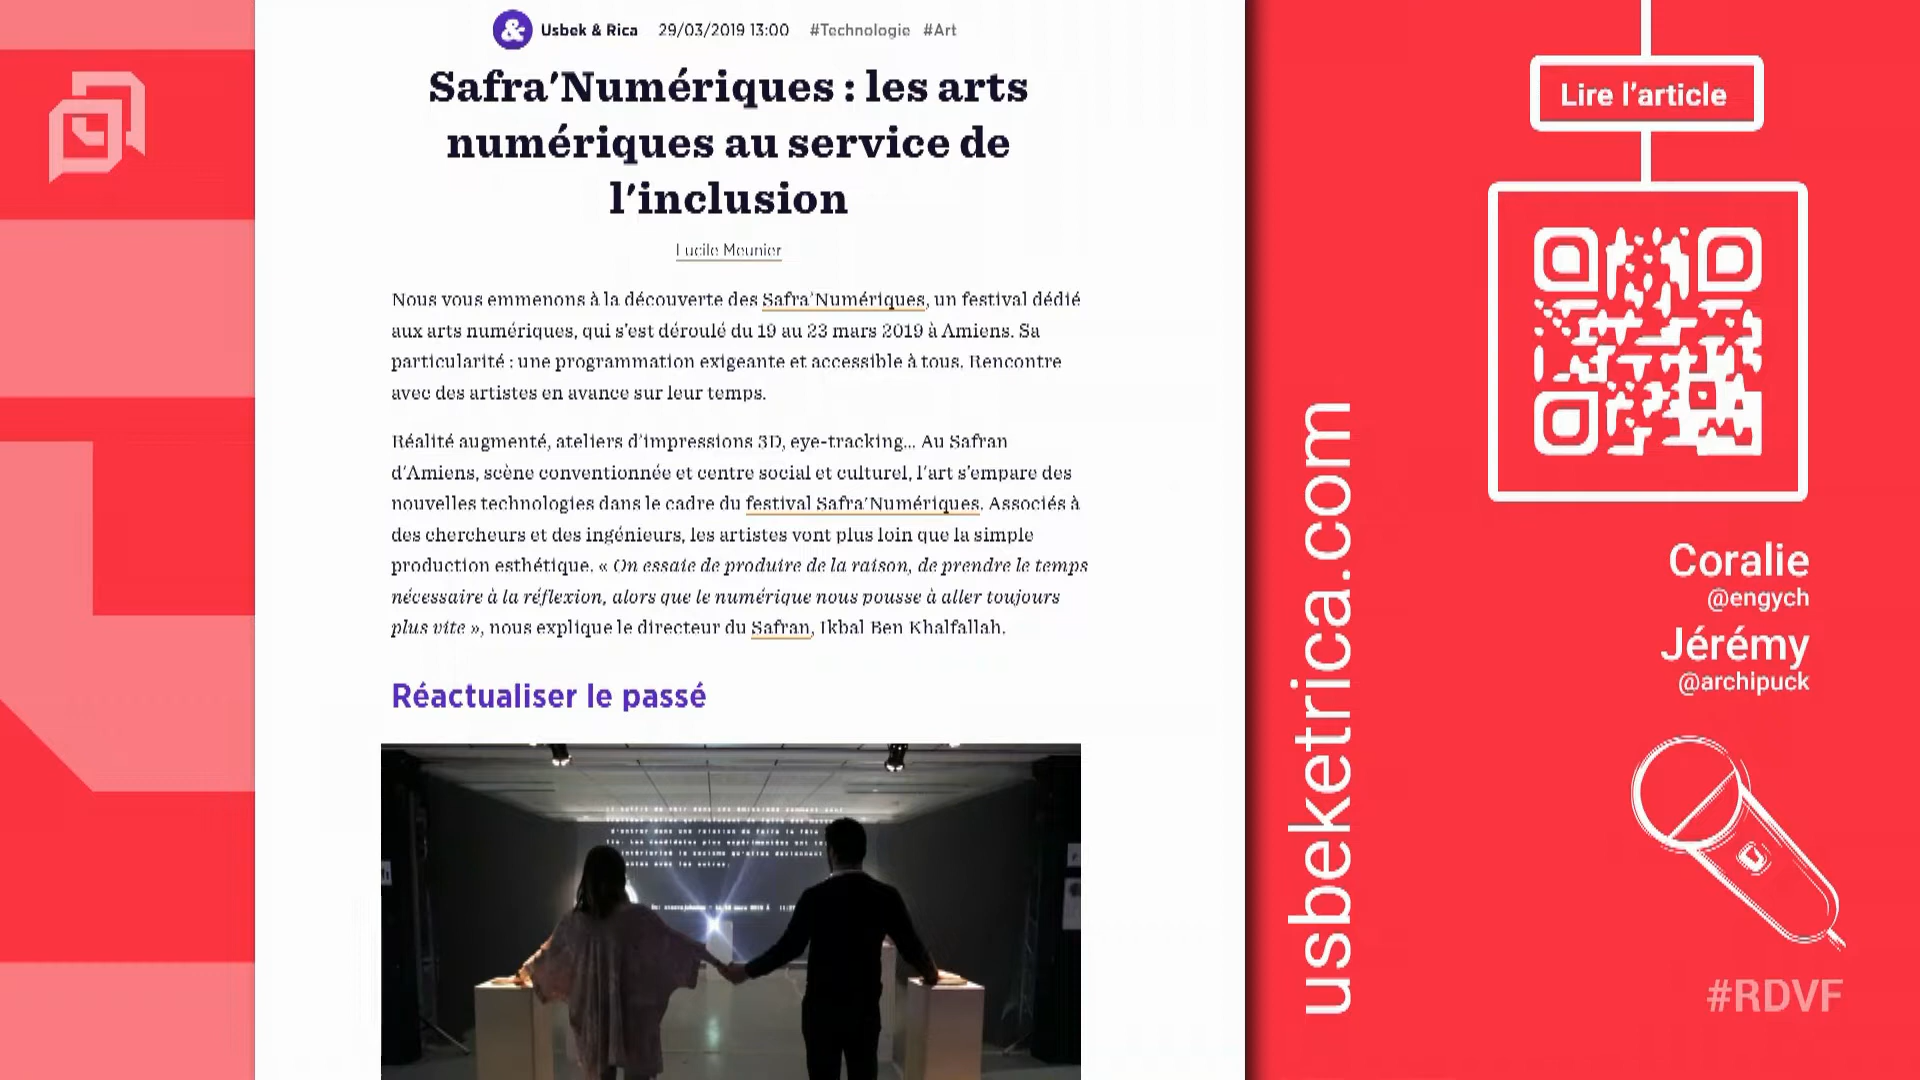 & Usbek & Rica 29/03/2019 13:00 #Technologie #Art
Safra'Numériques : les arts
numériques au service de
l'inclusion
Lucile Meunier
Nous vous emmenons à la découverte des Safra'Numériques, un festival dédié
aux arts numériques, qui s'est déroulé du 19 au 23 mars 2019 à Amiens. Sa
particularité : une programmation exigeante et accessible à tous. Rencontre
avec des artistes en avance sur leur temps.
Réalité augmenté, ateliers d'impressions 3D, eye-tracking... Au Safran
d'Amiens, scène conventionnée et centre social et culturel, l'art s'empare des
nouvelles technologies dans le cadre du festival Safra'Numériques. Associés à
des chercheurs et des ingénieurs, les artistes vont plus loin que la simple
production esthétique. « On essaie de produire de la raison, de prendre le temps
nécessaire à la réflexion, alors que le numérique nous pousse à aller toujours
plus vite », nous explique le directeur du Safran, Ikbal Ben Khalfallah.
Réactualiser le passé
usbeketrica.com
Lire l'article
Coralie
@engych
Jérémy
@archipuck
#RDVF